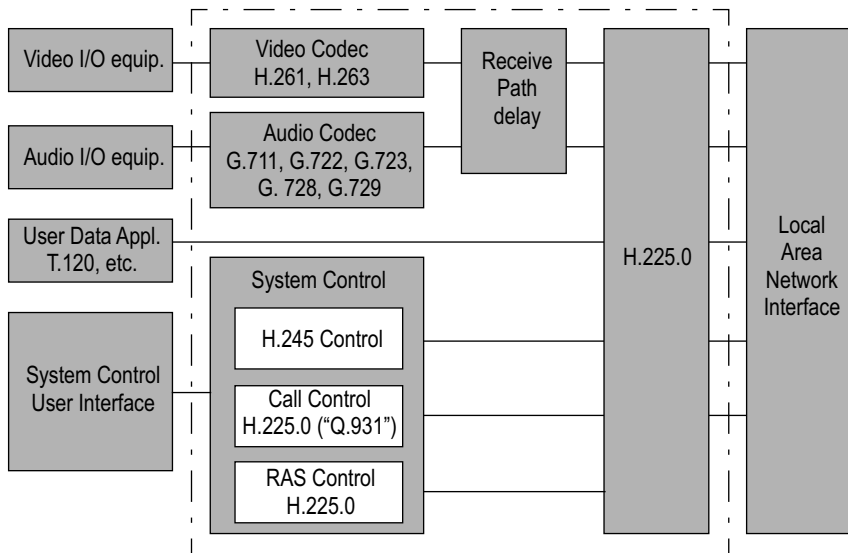 Video I/O equip.
Video Codec
H.261, H.263
Receive
Path
delay
Audio I/O equip.
Audio Codec
G.711, G.722, G.723,
G. 728, G.729
User Data Appl.
T.120, etc.
H.225.0
Local
Area
Network
Interface
System Control
H.245 Control
System Control
User Interface
Call Control
H.225.0 (“Q.931”)
RAS Control
H.225.0